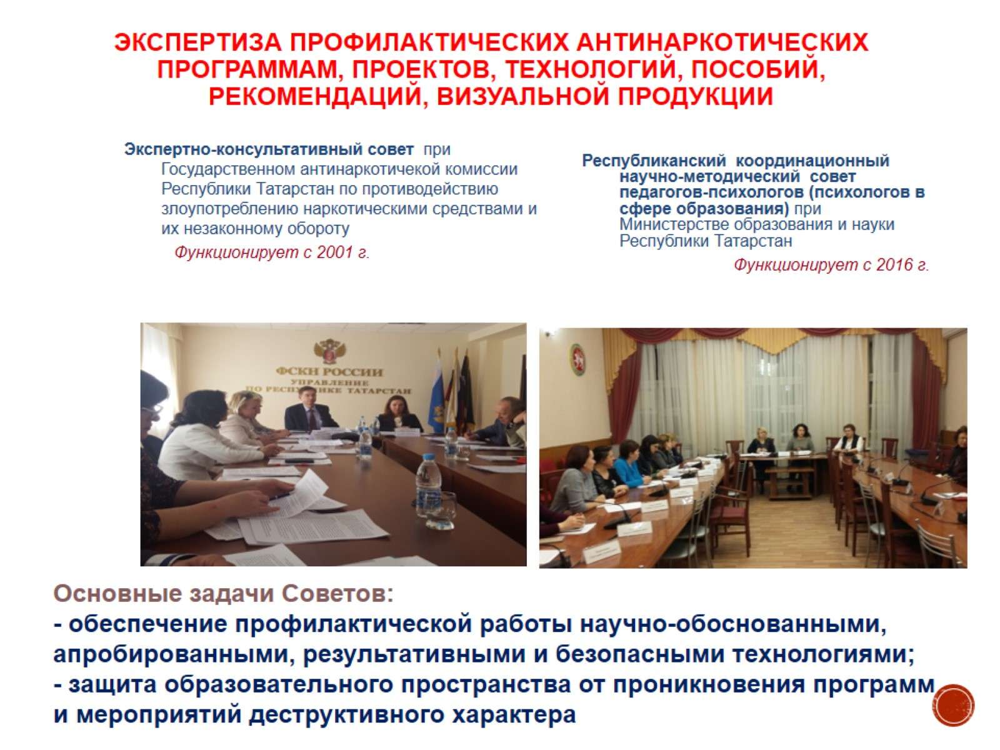 ЭКСПЕРТИЗА ПРОФИЛАКТИЧЕСКИХ АНТИНАРКОТИЧЕСКИХ
ПРОГРАММАМ, ПРОЕКТОВ, ТЕХНОЛОГИЙ, ПОСОБИЙ,
РЕКОМЕНДАЦИЙ, ВИЗУАЛЬНОЙ ПРОДУКЦИИ
Экспертно-консультативный совет при
Государственном антинаркотичекой комиссии
Республики Татарстан по противодействию
злоупотреблению наркотическими средствами и
их незаконному обороту
Функционирует с 2001 г.
Республиканский координационный
научно-методический совет
педагогов-психологов (психологов в
сфере образования) при
Министерстве образования и науки
Республики Татарстан
Функционирует с 2016 г.
ФСКН РОССИИ
УПРАВЛЕНИЕ
ПО ТАТАРСТАН
Основные задачи Советов:
- обеспечение профилактической работы научно-обоснованными,
апробированными, результативными и безопасными технологиями;
- защита образовательного пространства от проникновения программ
и мероприятий деструктивного характера